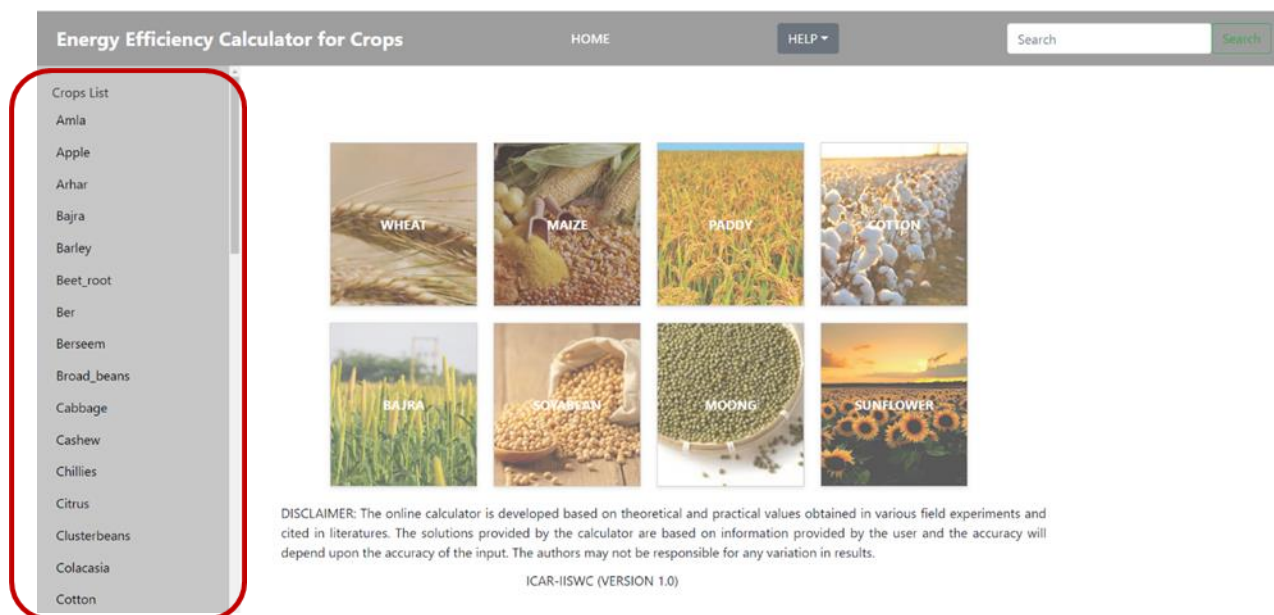 Energy Efficiency Calculator for Crops
HOME
HELP
Search
Search
Crops List
Amla
Apple
Arhar
Bajra
Barley
Beet_root
Ber
Berseem
Broad_beans
Cabbage
Cashew
Chillies
Citrus
Clusterbeans
Colacasia
Cotton
WHEAT
MAIZE
PADDY
COTTON
BAJRA
SOYABEAN
MOONG
SUNFLOWER
DISCLAIMER: The online calculator is developed based on theoretical and practical values obtained in various field experiments and
cited in literatures. The solutions provided by the calculator are based on information provided by the user and the accuracy will
depend upon the accuracy of the input. The authors may not be responsible for any variation in results.
ICAR-IISWC (VERSION 1.0)